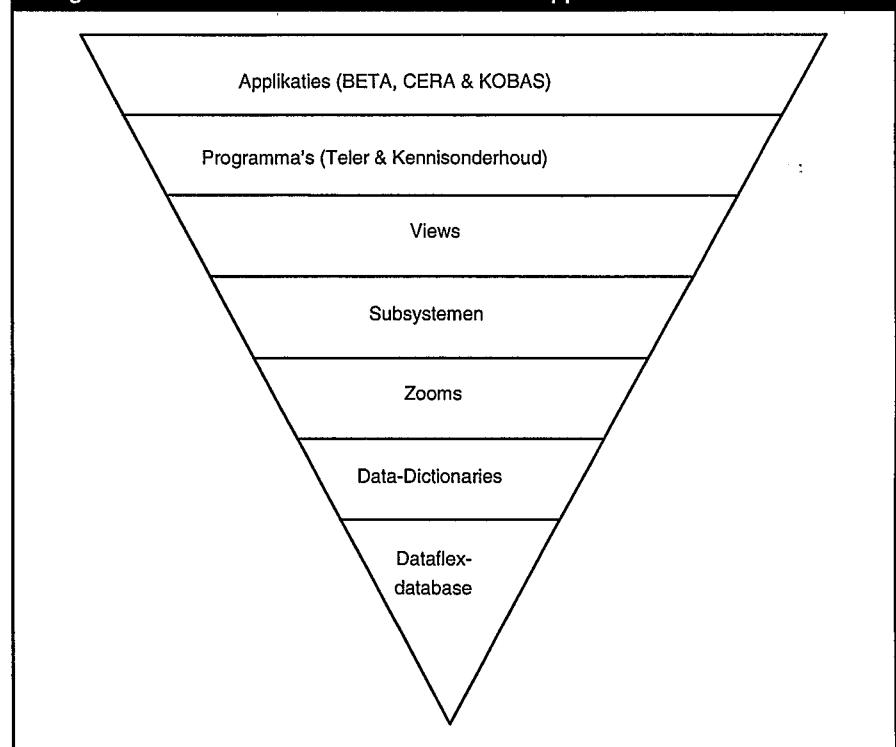 Applikaties (BETA, CERA & KOBAS)
Programma's (Teler & Kennisonderhoud)
Views
Subsystemen
Zooms
Data-Dictionaries
Dataflex-
database